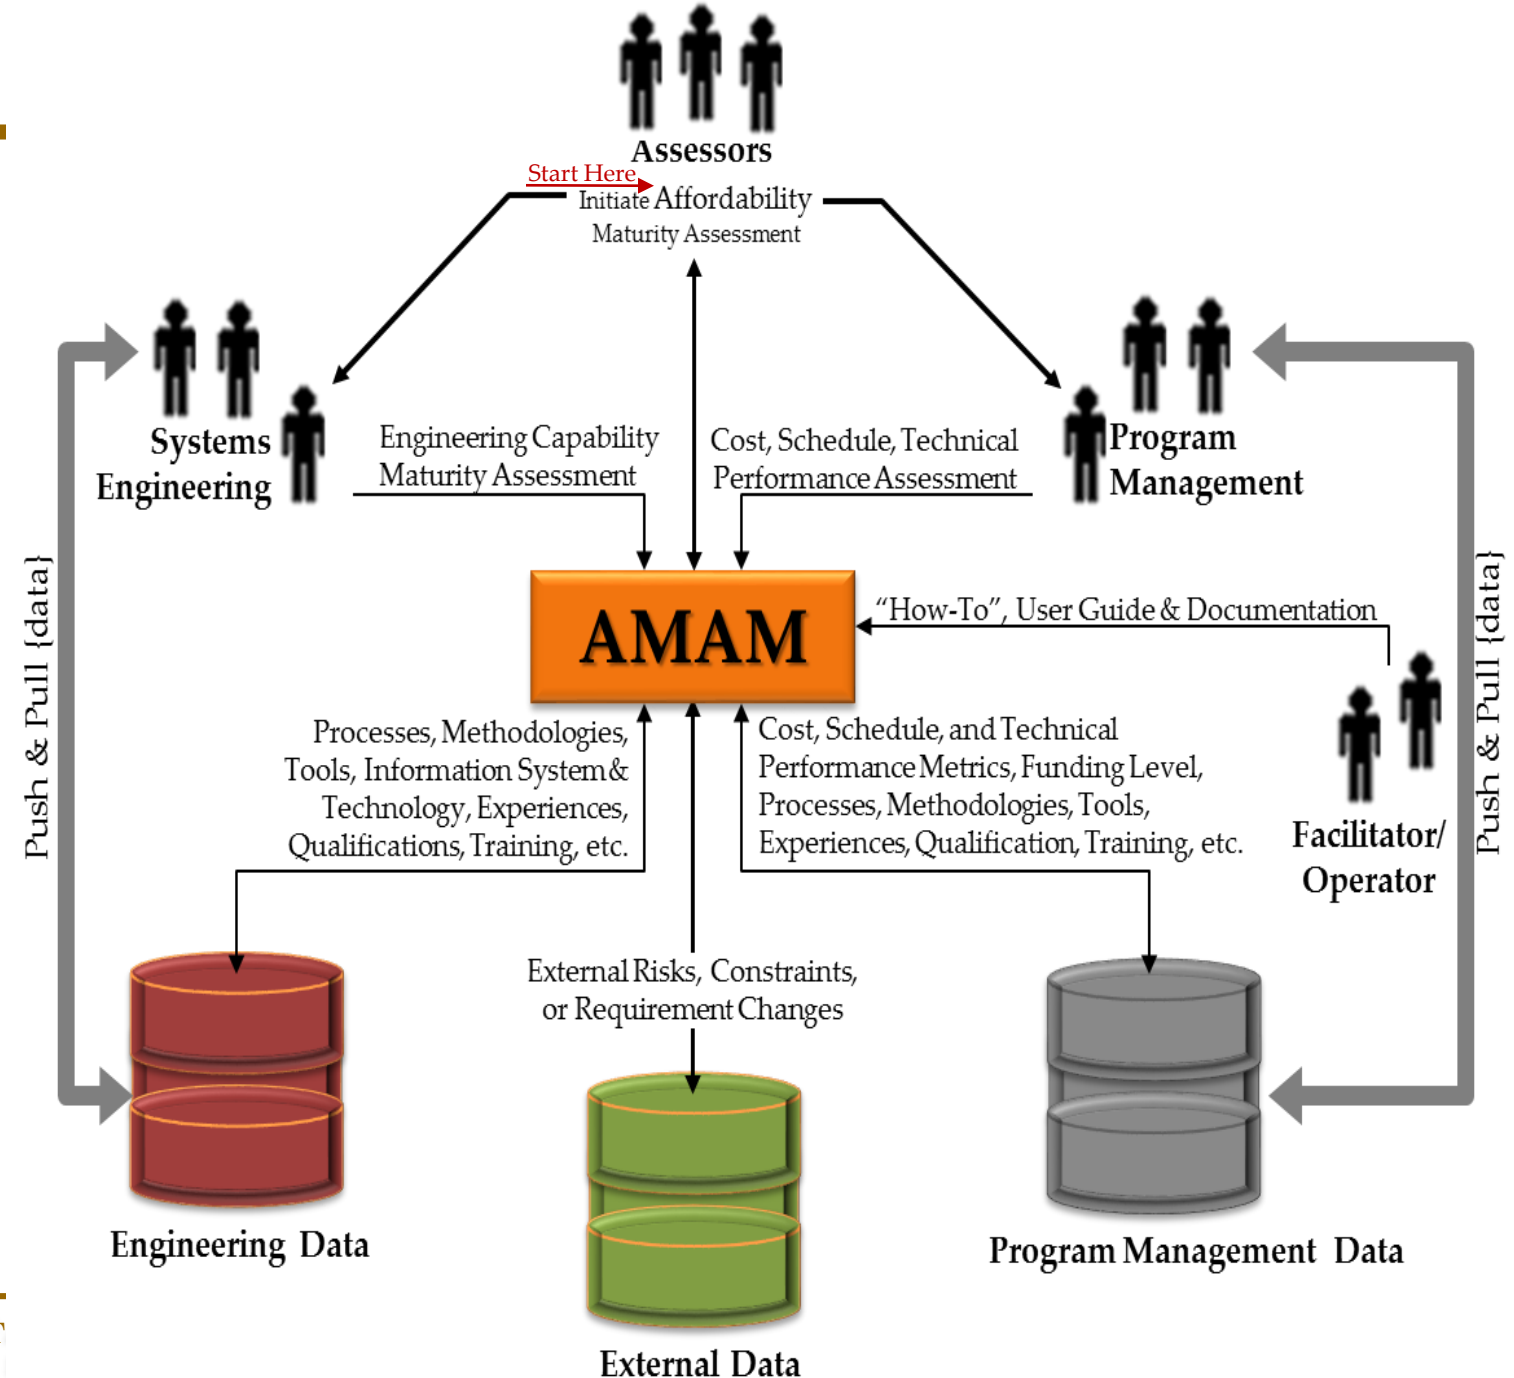 Assessors
Start Here
Initiate Affordability
Maturity Assessment
Systems
Engineering
Engineering Capability
Maturity Assessment
Cost, Schedule, Technical
Performance Assessment
Program
Management
Push & Pull {data}
AMAM
"How-To", User Guide & Documentation
Push & Pull {data}
Processes, Methodologies,
Tools, Information System &
Technology, Experiences,
Qualifications, Training, etc.
Cost, Schedule, and Technical
Performance Metrics, Funding Level,
Processes, Methodologies, Tools,
Experiences, Qualification, Training, etc.
Facilitator/
Operator
External Risks, Constraints,
or Requirement Changes
Engineering Data
Program Management Data
External Data